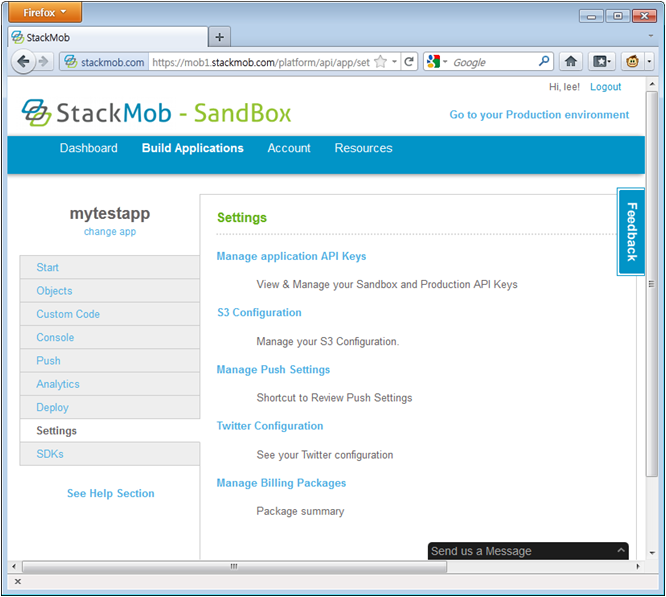 Firefox
StackMob
stackmob.com https://mob1.stackmob.com/platform/api/app/set Google
Hi, lee! Logout
StackMob - SandBox
Go to your Production environment
Dashboard Build Applications Account Resources
Feedback
mytestapp
change app
Start
Objects
Custom Code
Console
Push
Analytics
Deploy
Settings
SDKs
See Help Section
Settings
Manage application API Keys
View & Manage your Sandbox and Production API Keys
S3 Configuration
Manage your S3 Configuration.
Manage Push Settings
Shortcut to Review Push Settings
Twitter Configuration
See your Twitter configuration
Manage Billing Packages
Package summary
Send us a Message